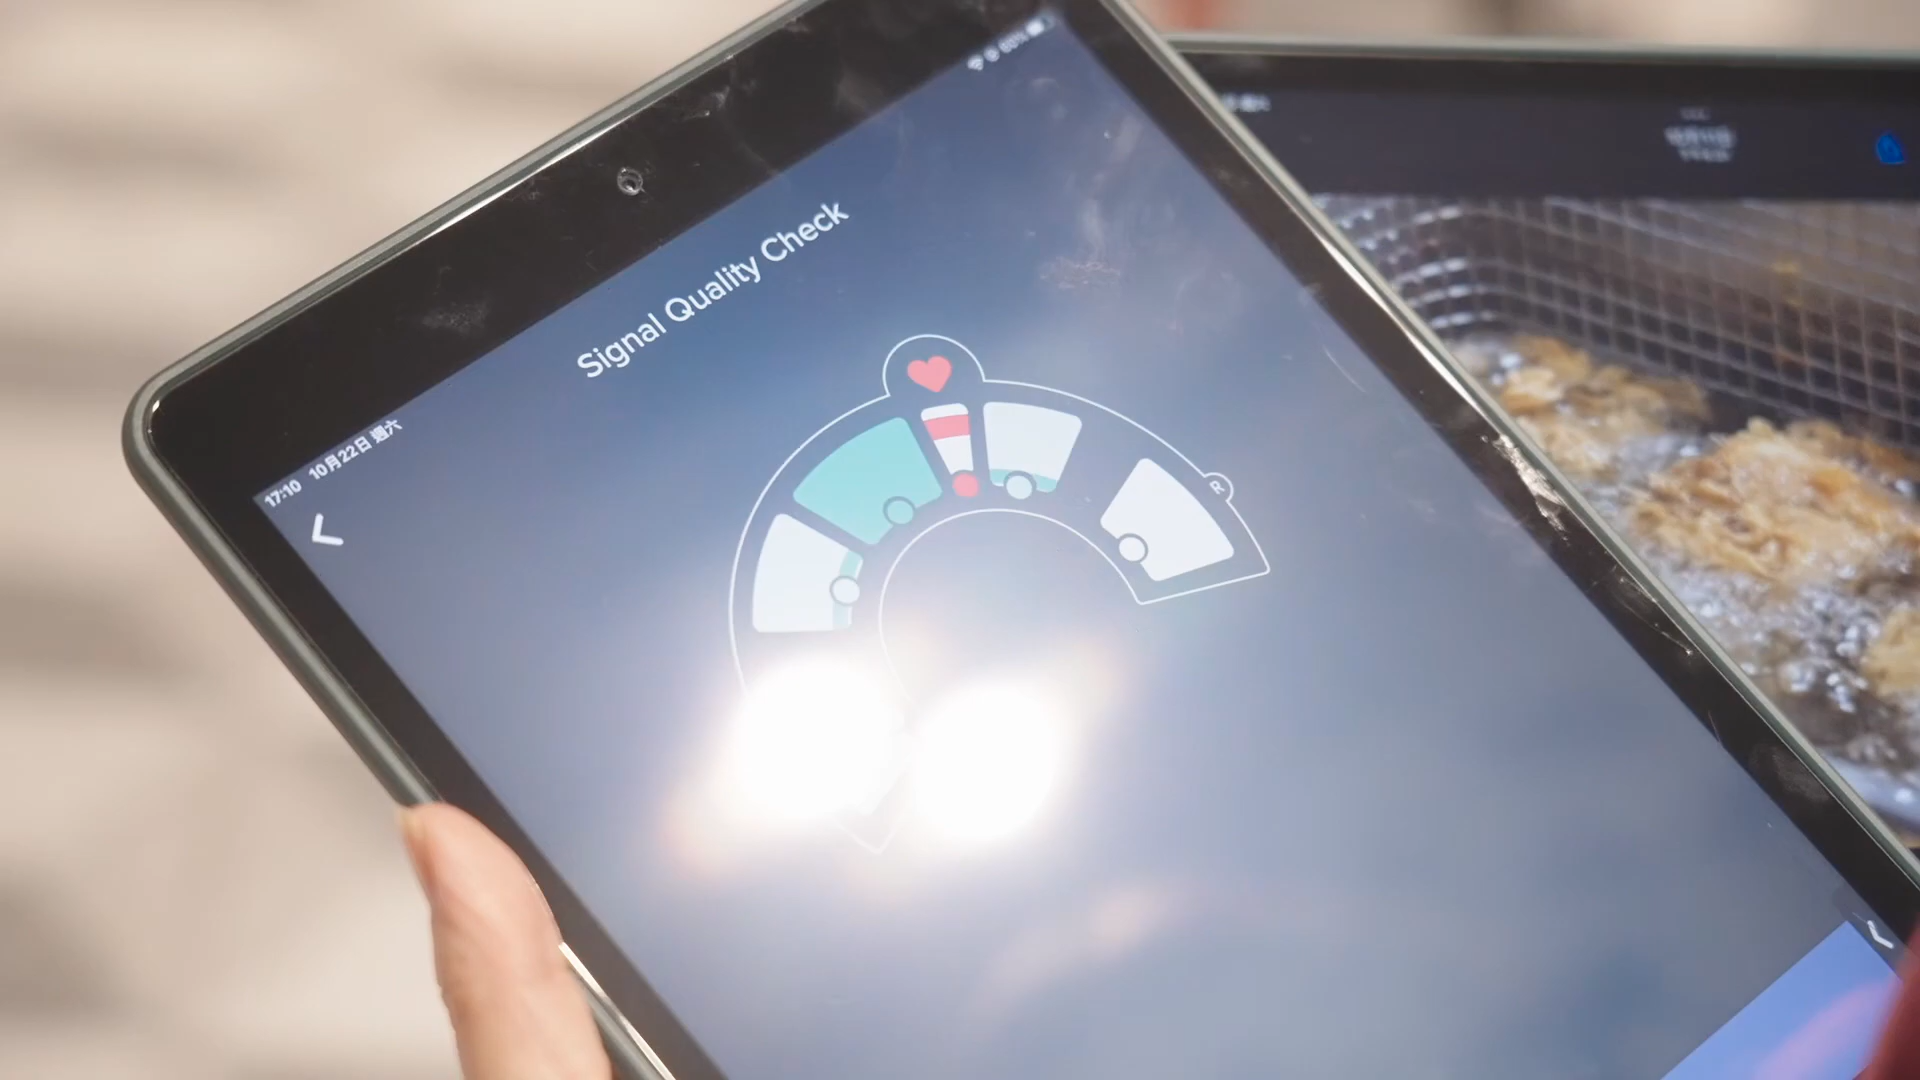 17:10 10月22日 週六
Signal Quality Check
R